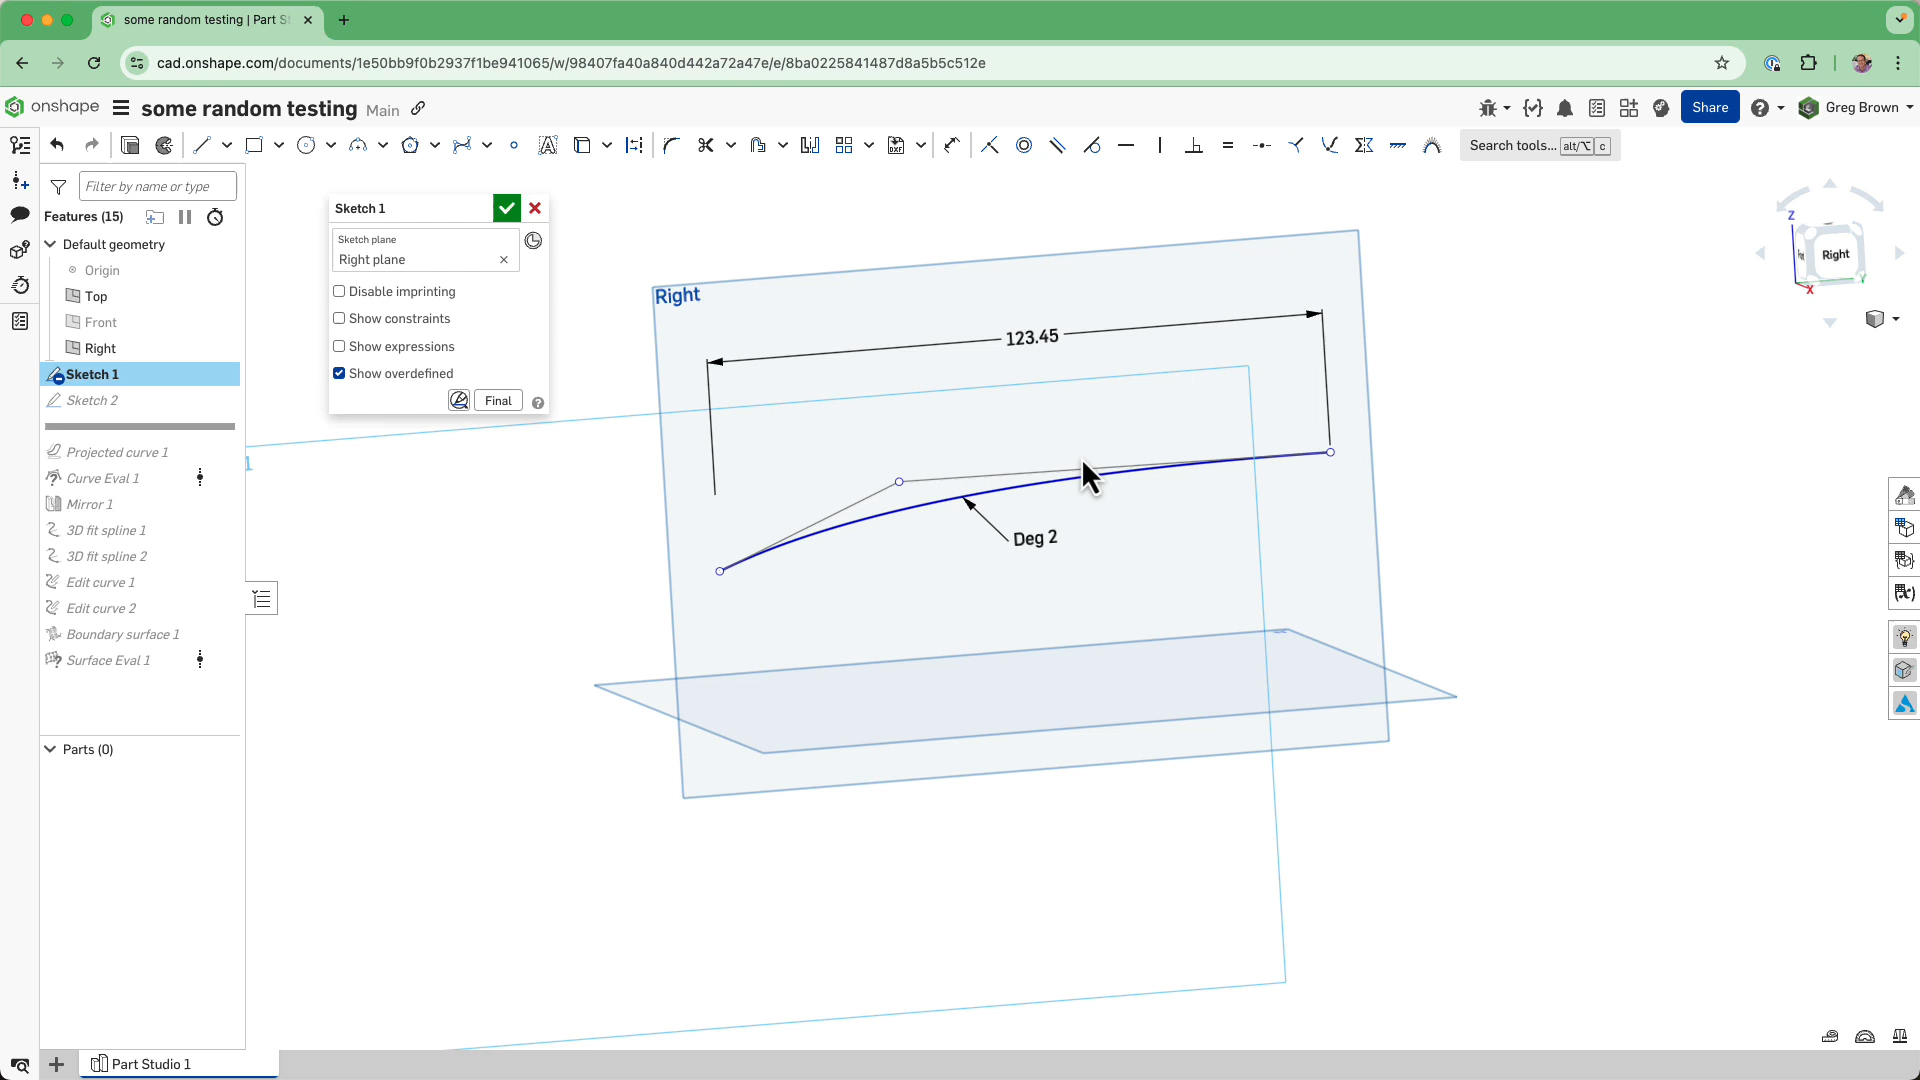 some random testing | Part S
cad.onshape.com/documents/1e50bb9f0b2937f1be941065/w/98407fa40a840d442a72a47e/e/8ba0225841487d8a5b5c512e
onshape
some random testing Main
Share
Greg Brown
Search tools... alt/⌥ c
Filter by name or type
Features (15)
Default geometry
Origin
Top
Front
Right
Sketch 1
Sketch 2
Projected curve 1
Curve Eval 1
Mirror 1
3D fit spline 1
3D fit spline 2
Edit curve 1
Edit curve 2
Boundary surface 1
Surface Eval 1
Parts (0)
Sketch 1
Sketch plane
Right plane
Disable imprinting
Show constraints
Show expressions
Show overdefined
Final
Right
123.45
Deg 2
1
Z
Right
Y
X
Part Studio 1